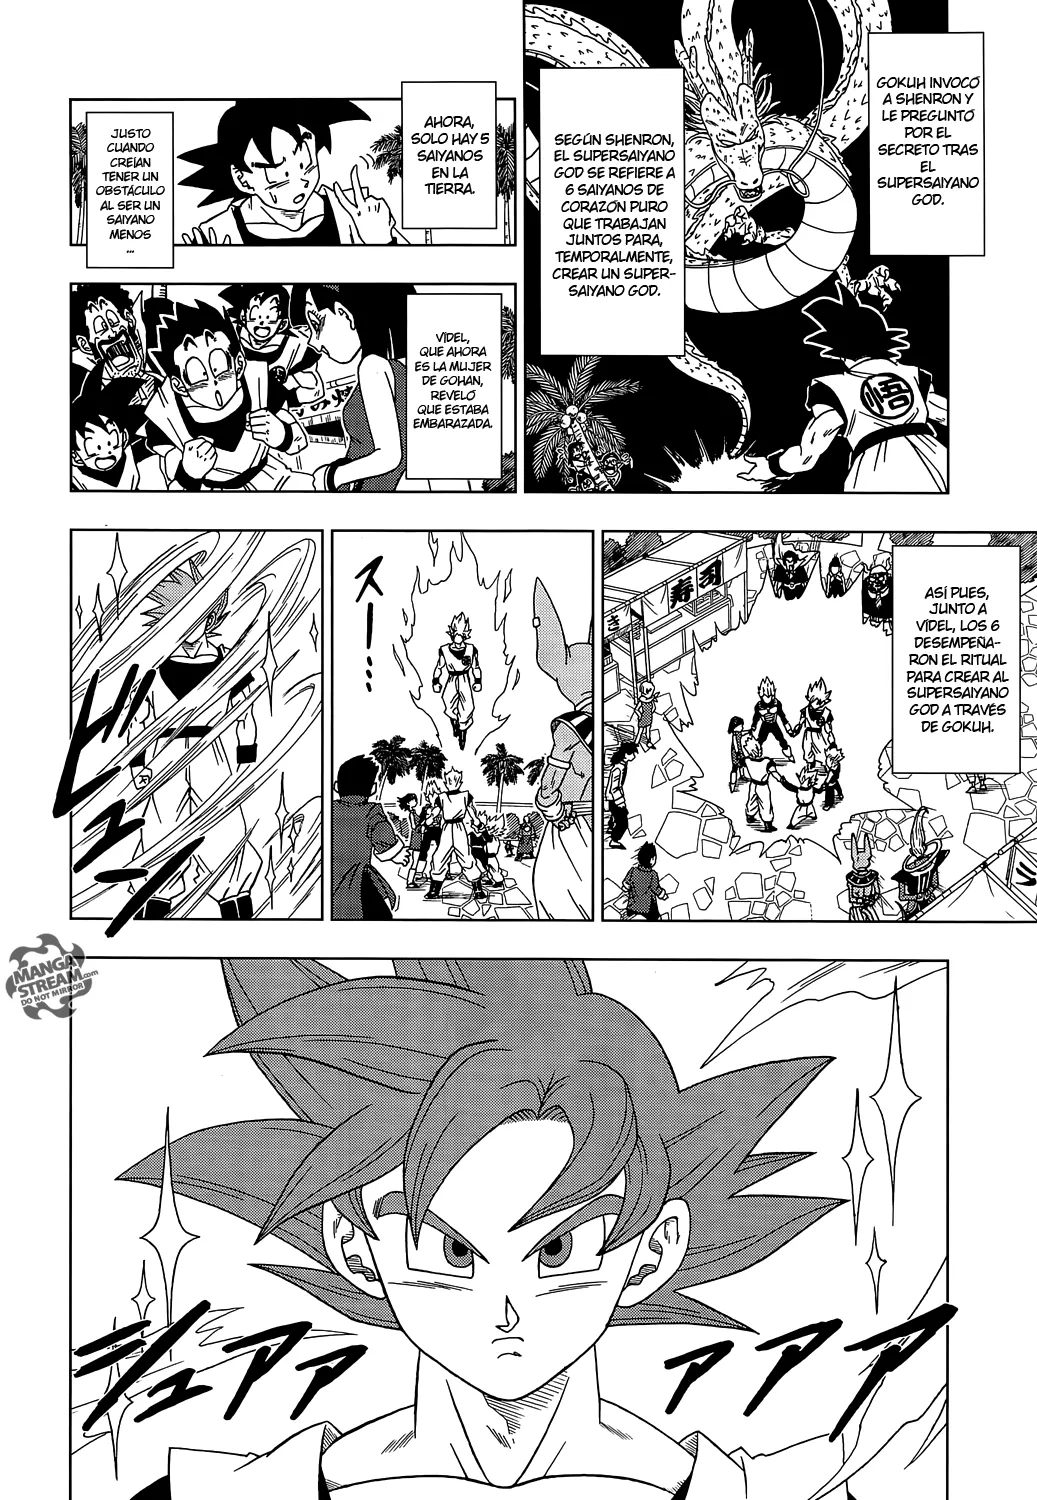 GOKUH INVOCÓ
A SHENRON Y
LE PREGUNTÓ
POR EL
SECRETO TRAS
EL
SUPERSAIYANO
GOD.
SEGÚN SHENRON,
EL SUPERSAIYANO
GOD SE REFIERE A
6 SAIYANOS DE
CORAZÓN PURO
QUE TRABAJAN
JUNTOS PARA,
TEMPORALMENTE,
CREAR UN SUPER-
SAIYANO GOD.
悟
AHORA,
SOLO HAY 5
SAIYANOS
EN LA
TIERRA.
JUSTO
CUANDO
CREÍAN
TENER UN
OBSTÁCULO
AL SER UN
SAIYANO
MENOS
...
VÍDEL,
QUE AHORA
ES LA MUJER
DE GOHAN,
REVELÓ
QUE ESTABA
EMBARAZADA.
寿司
ASÍ PUES,
JUNTO A
VÍDEL, LOS 6
DESEMPEÑA-
RON EL RITUAL
PARA CREAR AL
SUPERSAIYANO
GOD A TRAVÉS
DE GOKUH.
スー…
ビュー
MANGA
STREAM.com
DO NOT MIRROR
シュアァ
アアア